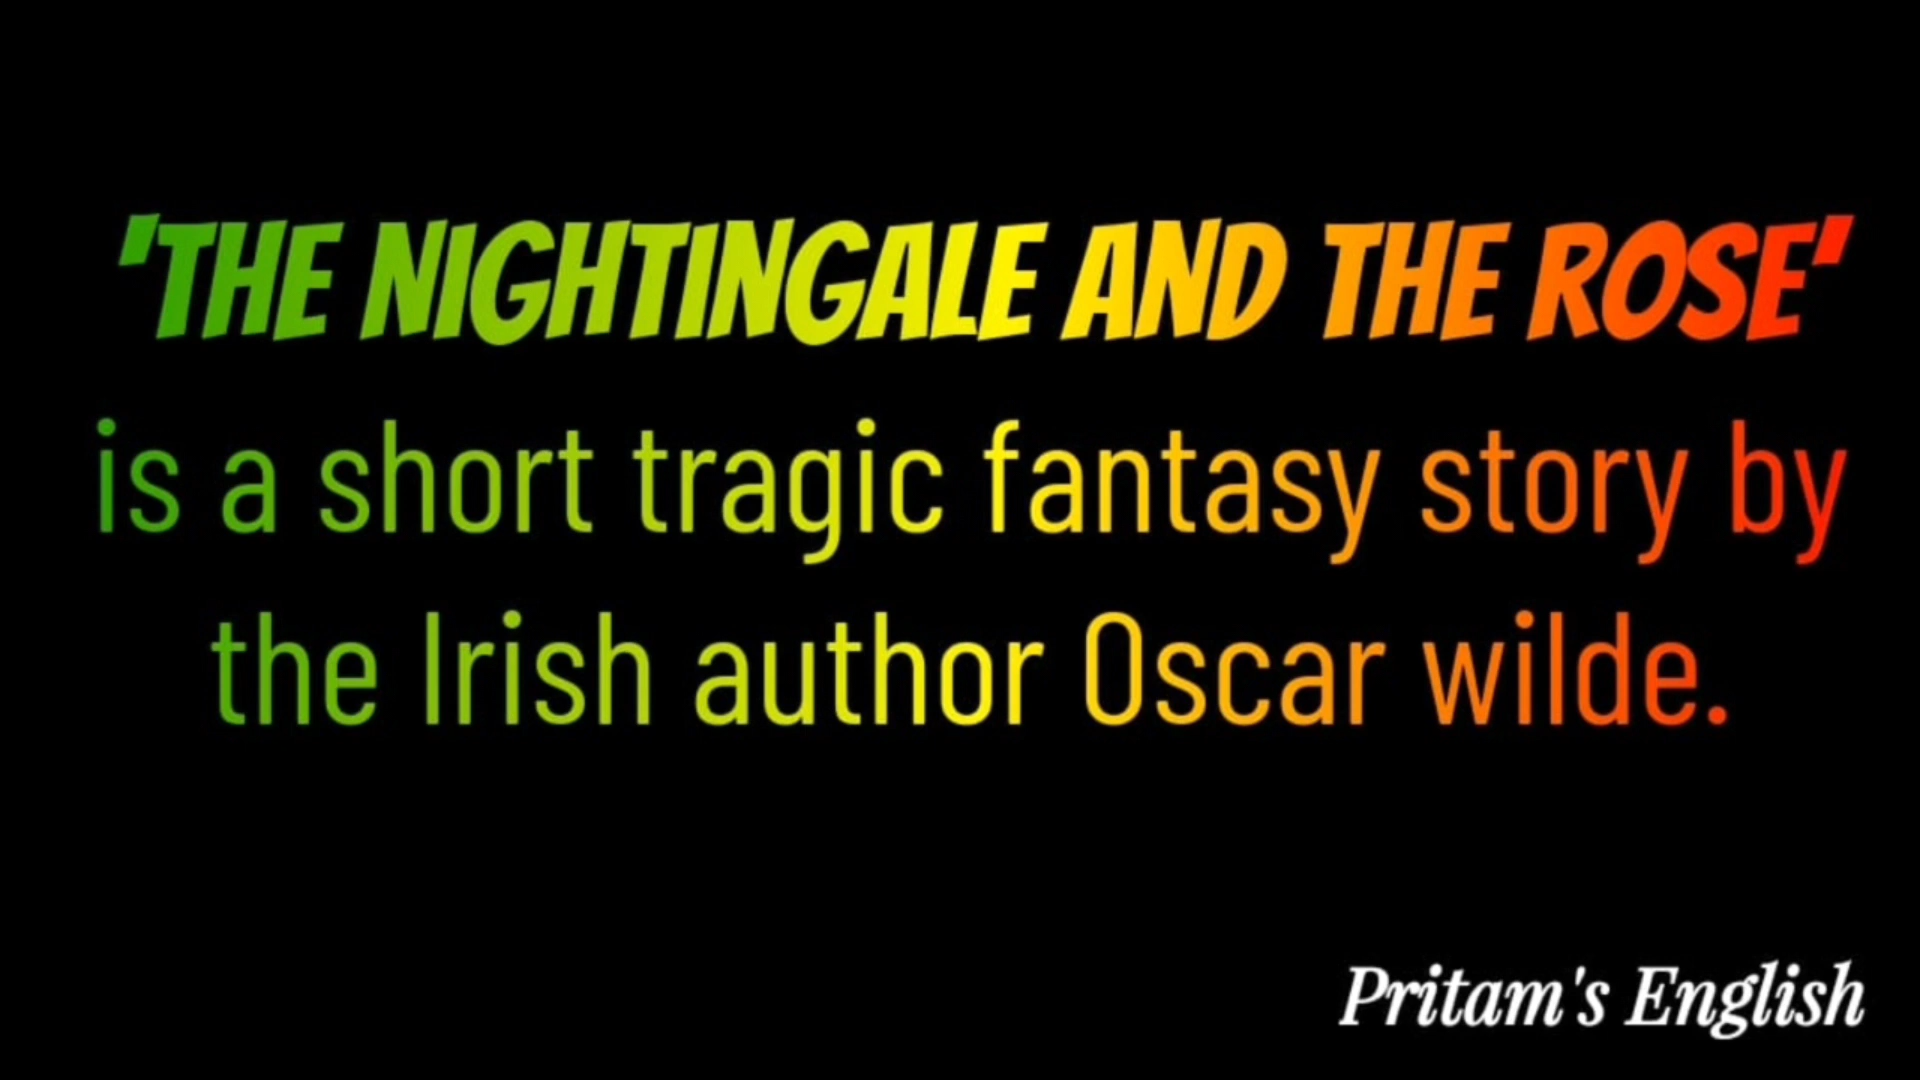 'THE NIGHTINGALE AND THE ROSE'
is a short tragic fantasy story by
the Irish author Oscar wilde.
Pritam's English